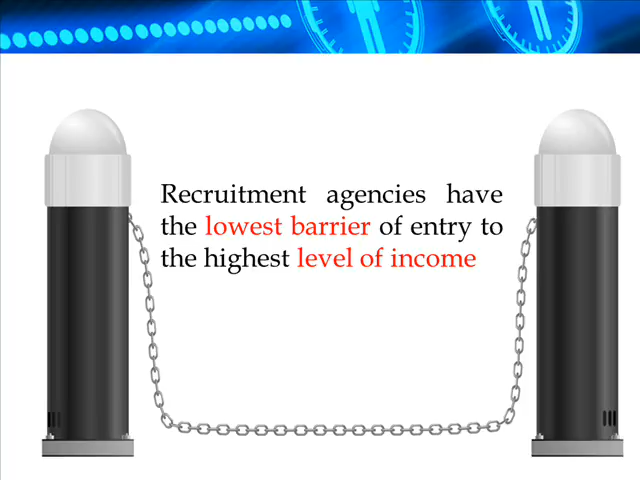 Recruitment agencies have
the lowest barrier of entry to
the highest level of income